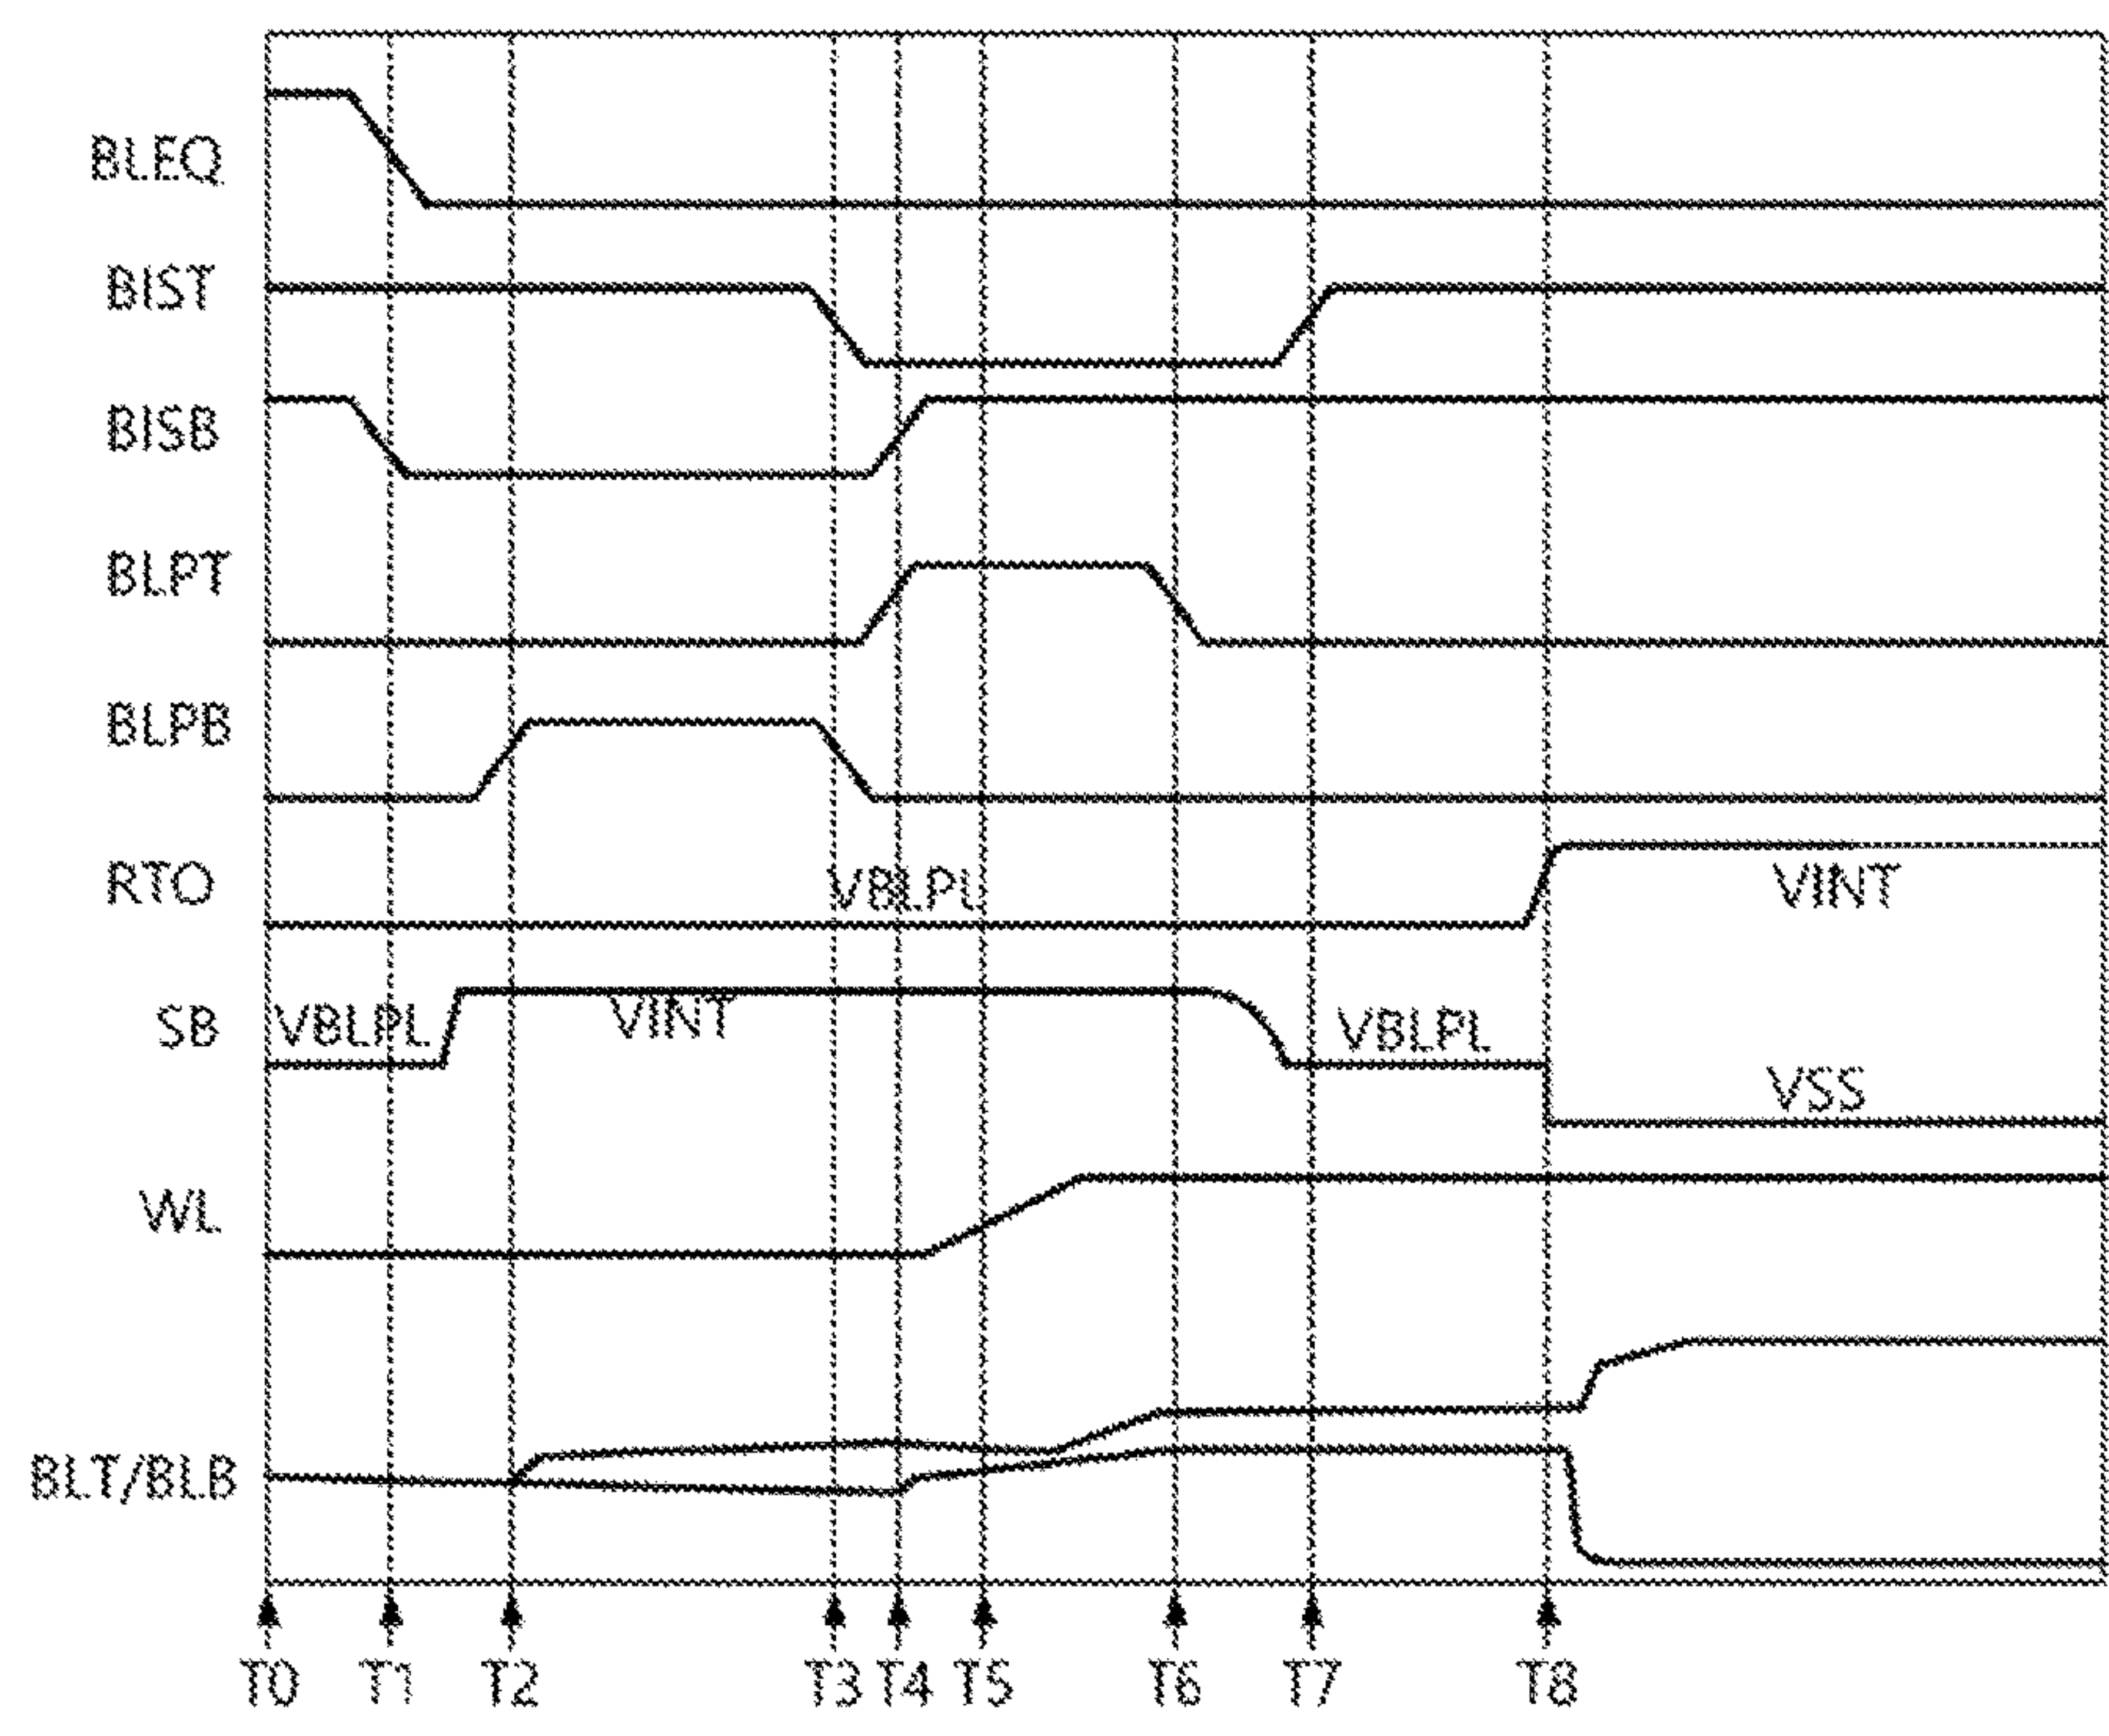 BLEQ
BIST
BISB
BLPT
BLPB
RTO
VBLPL
VINT
SB
VBLPL
VINT
VBLPL
VSS
WL
BLT/BLB
T0 T1 T2 T3 T4 T5 T6 T7 T8